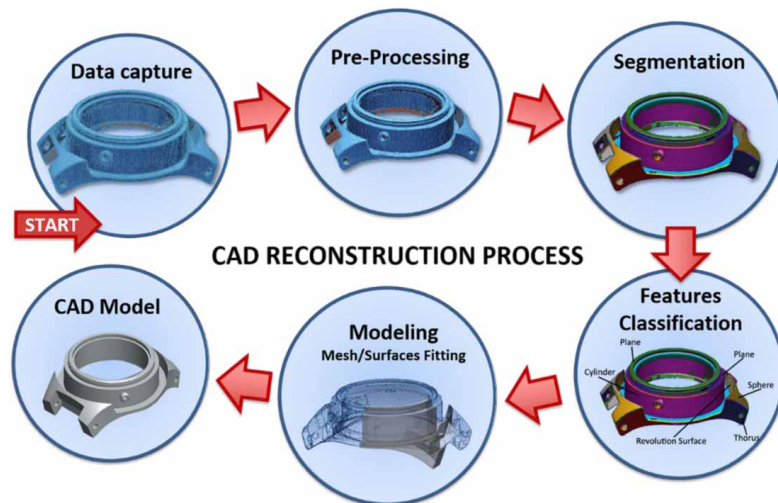 Data capture
Pre-Processing
Segmentation
START
CAD RECONSTRUCTION PROCESS
CAD Model
Modeling
Mesh/Surfaces Fitting
Features
Classification
Plane
Plane
Cylinder
Sphere
Revolution Surface
Thorus